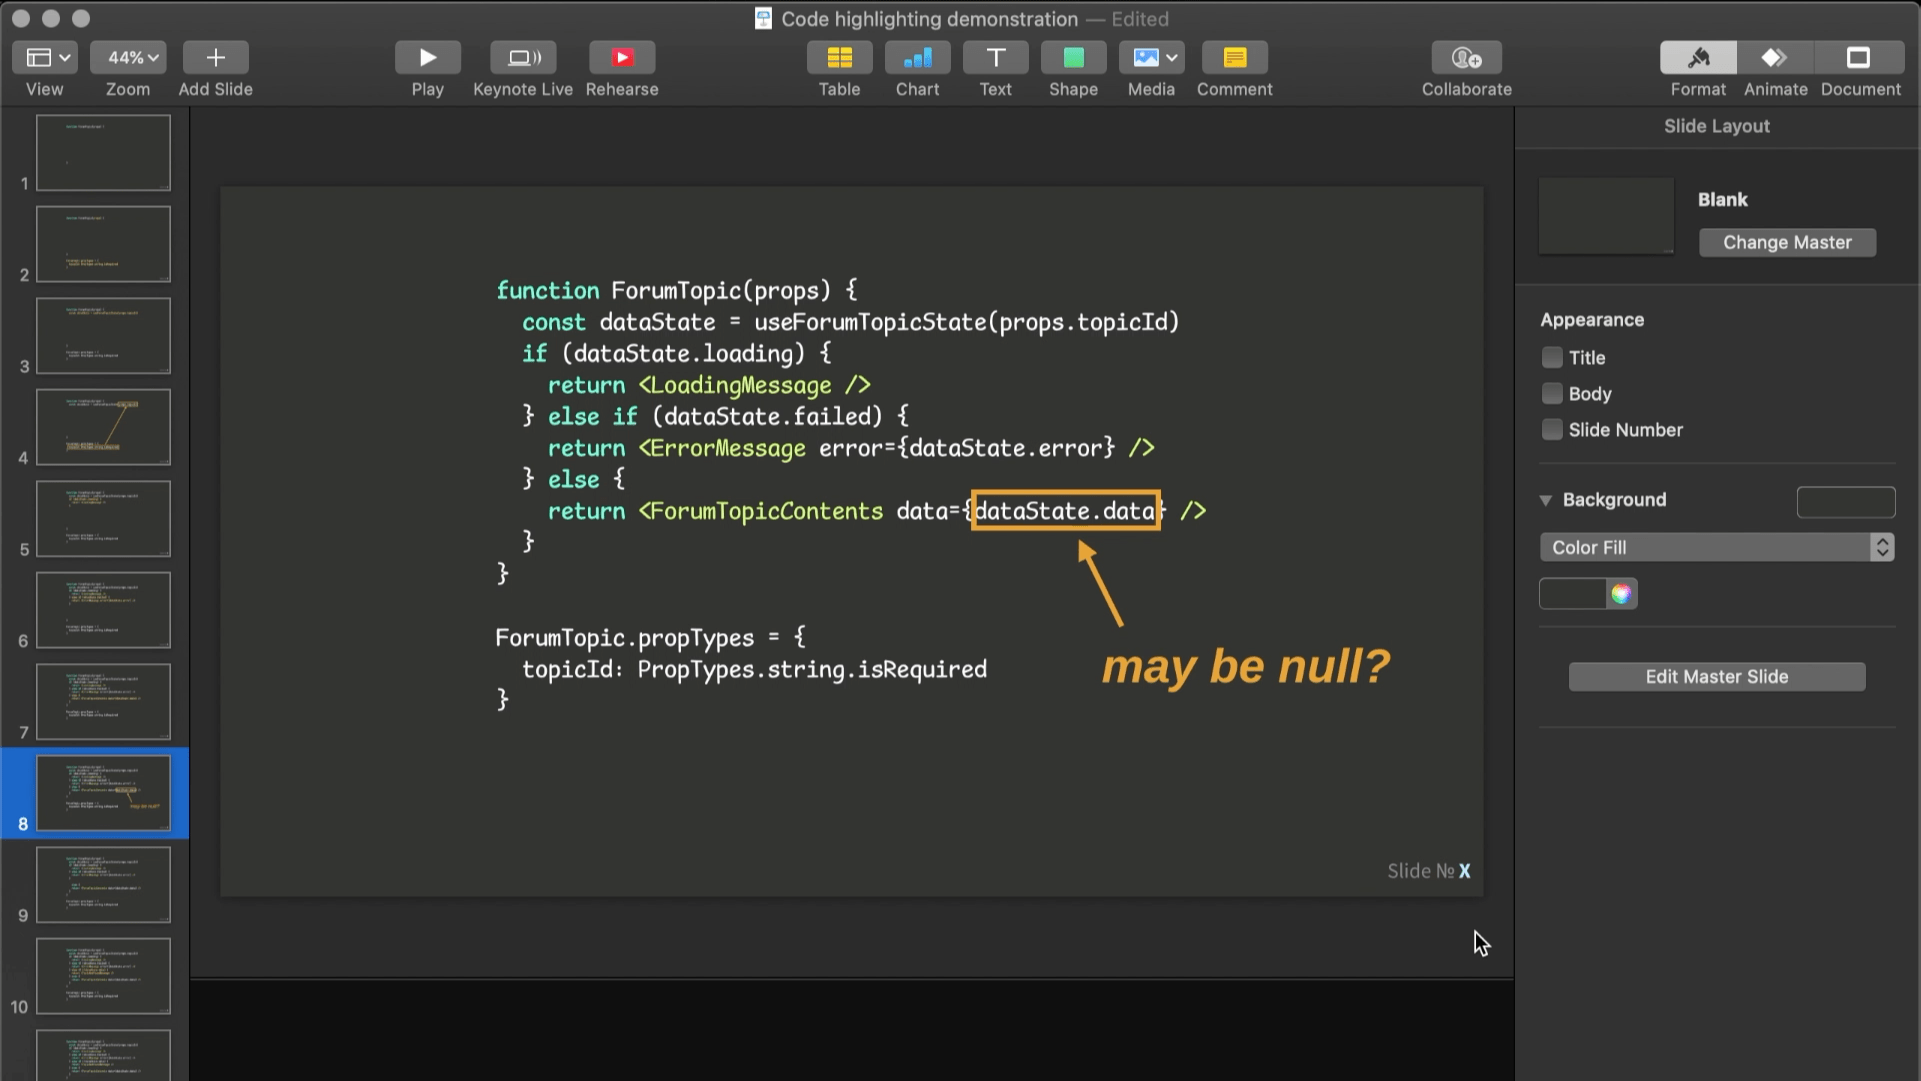 Code highlighting demonstration — Edited
44%
View
Zoom
Add Slide
Play
Keynote Live
Rehearse
Table
Chart
Text
Shape
Media
Comment
Collaborate
Format
Animate
Document
1
2
3
4
5
6
7
8
9
10
function ForumTopic(props) {
const dataState = useForumTopicState(props.topicId)
if (dataState.loading) {
return <LoadingMessage />
} else if (dataState.failed) {
return <ErrorMessage error={dataState.error} />
} else {
return <ForumTopicContents data={dataState.data} />
}
}
ForumTopic.propTypes = {
topicId: PropTypes.string.isRequired
}
may be null?
Slide № X
Slide Layout
Blank
Change Master
Appearance
Title
Body
Slide Number
Background
Color Fill
Edit Master Slide